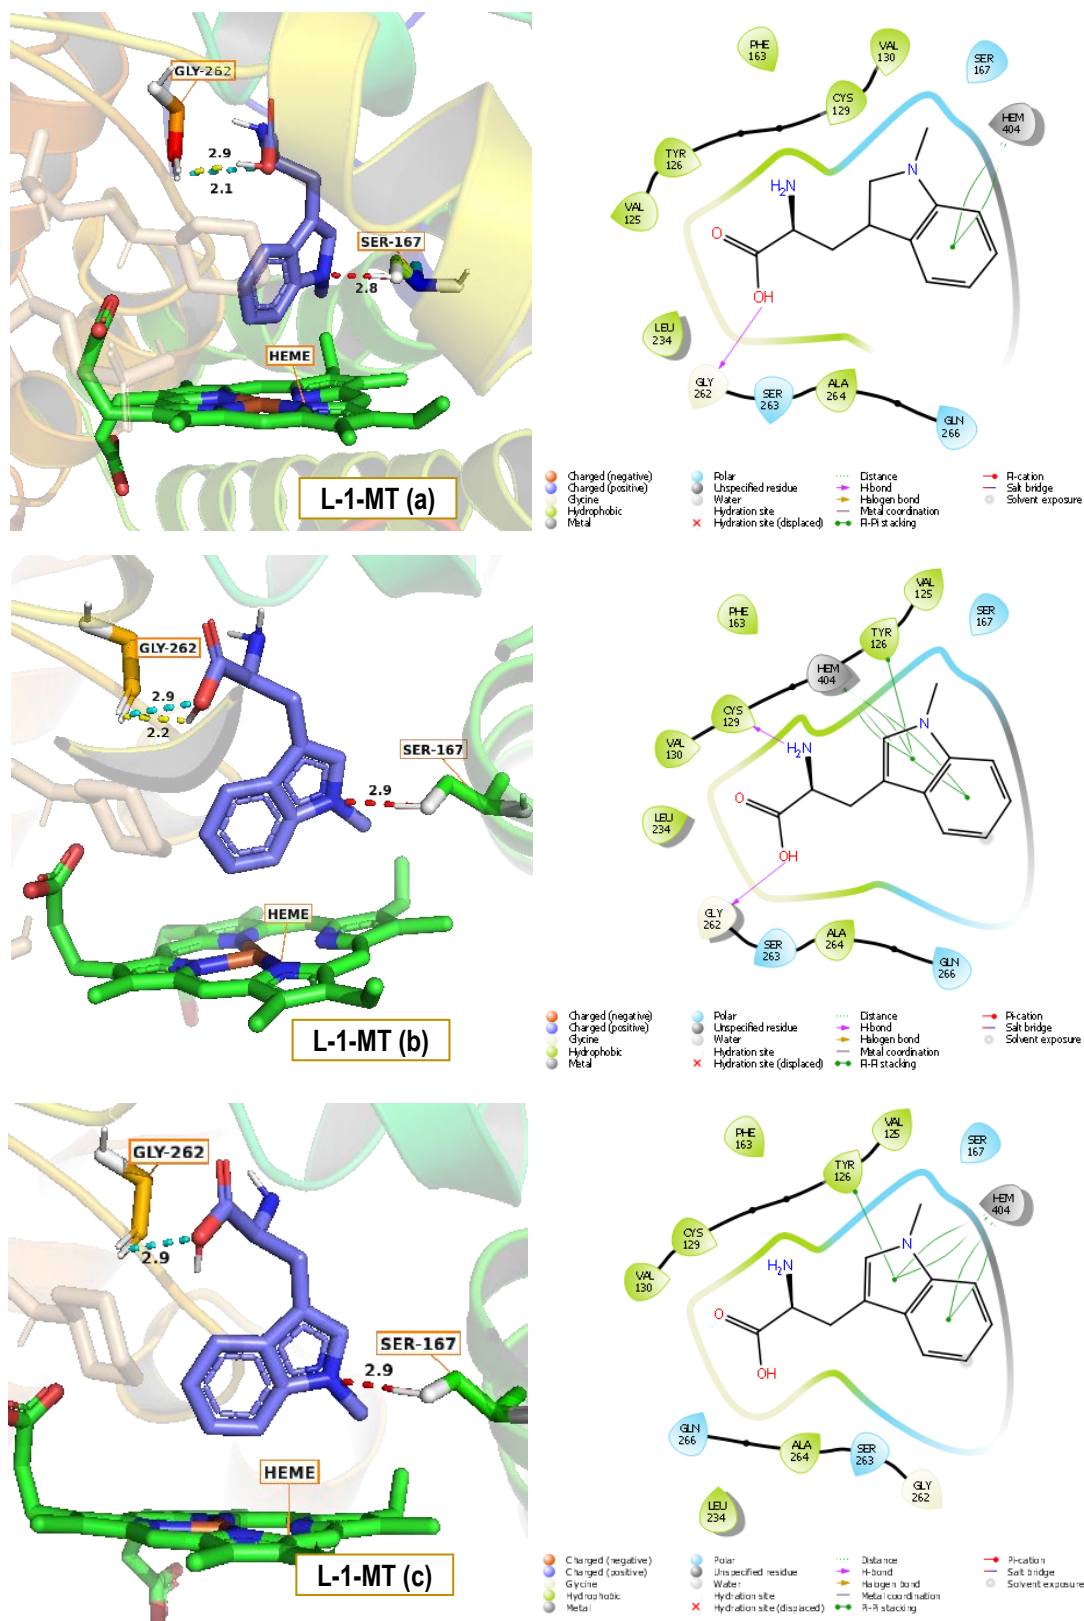 GLY-262
2.9
2.1
SER-167
2.8
HEME
L-1-MT (a)
PHE
163
VAL
130
SER
167
CYS
129
HEM
404
TYR
126
VAL
125
N
H₂N
O
OH
LEU
234
GLY
262
SER
263
ALA
264
GLN
266
Charged (negative)
Charged (positive)
Glycine
Hydrophobic
Metal
Polar
Unspecified residue
Water
Hydration site
Hydration site (displaced)
Distance
H-bond
Halogen bond
Metal coordination
Pi-Pi stacking
Pi-cation
Salt bridge
Solvent exposure
GLY-262
2.9
2.2
SER-167
2.9
HEME
L-1-MT (b)
VAL
125
PHE
163
SER
167
TYR
126
HEM
404
CYS
129
VAL
130
N
H₂N
O
OH
LEU
234
GLY
262
SER
263
ALA
264
GLN
266
Charged (negative)
Charged (positive)
Glycine
Hydrophobic
Metal
Polar
Unspecified residue
Water
Hydration site
Hydration site (displaced)
Distance
H-bond
Halogen bond
Metal coordination
Pi-Pi stacking
Pi-cation
Salt bridge
Solvent exposure
GLY-262
2.9
SER-167
2.9
HEME
L-1-MT (c)
PHE
163
VAL
125
SER
167
TYR
126
HEM
404
CYS
129
VAL
130
N
H₂N
O
OH
GLN
266
ALA
264
SER
263
GLY
262
LEU
234
Charged (negative)
Charged (positive)
Glycine
Hydrophobic
Metal
Polar
Unspecified residue
Water
Hydration site
Hydration site (displaced)
Distance
H-bond
Halogen bond
Metal coordination
Pi-Pi stacking
Pi-cation
Salt bridge
Solvent exposure